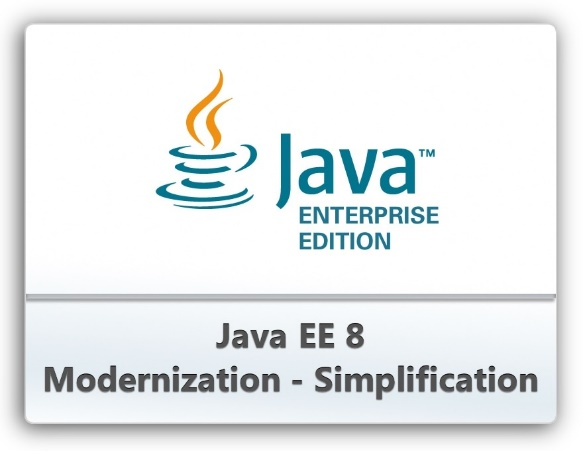 Java™
ENTERPRISE
EDITION
Java EE 8
Modernization - Simplification